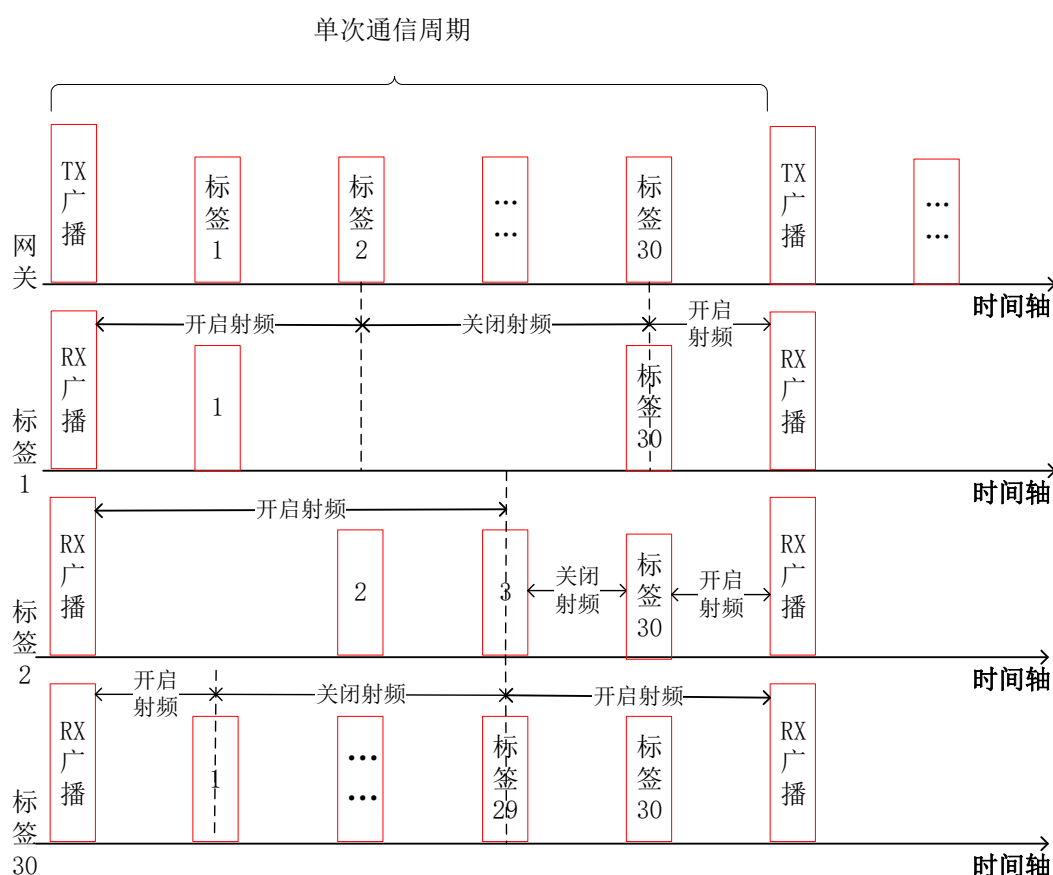 单次通信周期
TX
广
播
标
签
1
标
签
2
…
…
标
签
30
TX
广
播
…
…
网
关
时间轴
RX
广
播
开启射频
关闭射频
开启
射频
1
标
签
30
RX
广
播
标
签
1
时间轴
RX
广
播
开启射频
2
3
关闭
射频
标
签
30
开启
射频
RX
广
播
标
签
2
时间轴
RX
广
播
开启
射频
关闭射频
开启射频
1
…
…
标
签
29
标
签
30
RX
广
播
标
签
30
时间轴